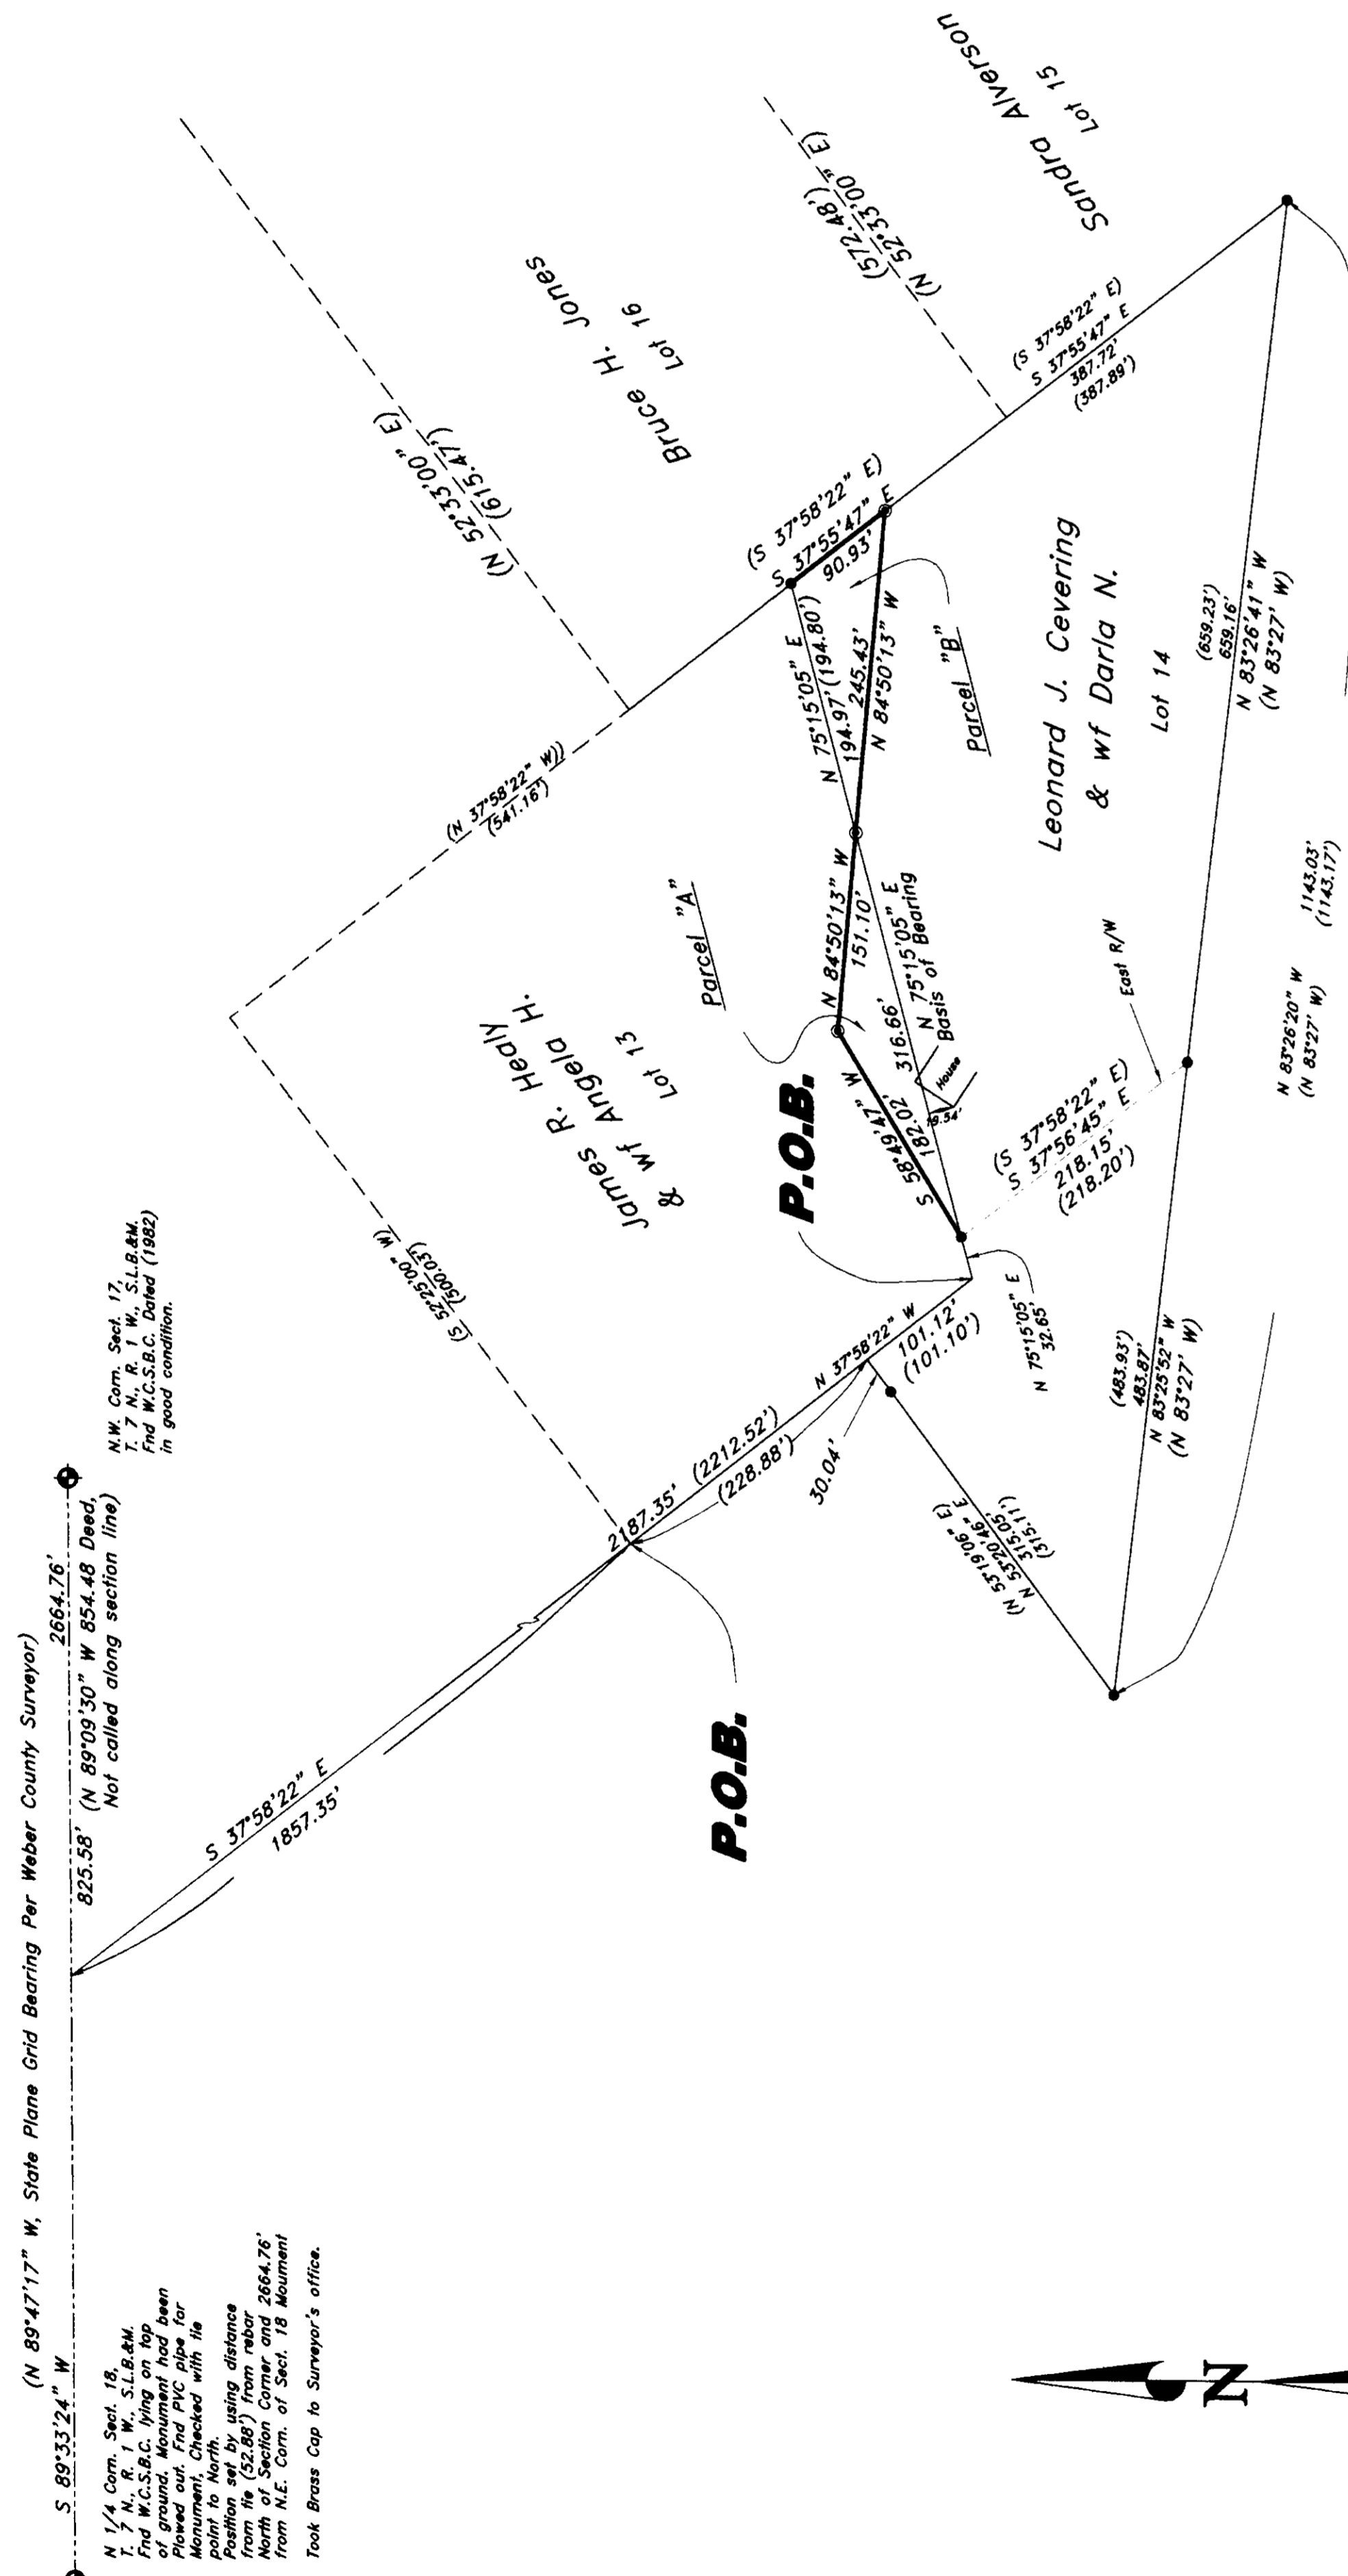 (N 89°47'17" W, State Plane Grid Bearing Per Weber County Surveyor)
S 89°33'24" W
2664.76'
825.58' (N 89°09'30" W 854.48 Deed,
Not called along section line)
N.W. Corn. Sect. 17,
T. 7 N., R. 1 W., S.L.B.&M.
Fnd W.C.S.B.C. Dated (1982)
in good condition.
N 1/4 Corn. Sect. 18,
T. 7 N., R. 1 W., S.L.B.&M.
Fnd W.C.S.B.C. lying on top
of ground. Monument had been
Plowed out. Fnd PVC pipe for
Monument, Checked with tie
point to North.
Position set by using distance
from tie (52.88') from rebar
North of Section Corner and 2664.76'
from N.E. Corn. of Sect. 18 Moument
Took Brass Cap to Surveyor's office.
S 37°58'22" E
1857.35'
2187.35' (2212.52')
(228.88')
(S 52°25'00" W)
(500.03')
(N 37°58'22" W))
(541.16')
(N 52°33'00" E)
(615.47')
Bruce H. Jones
Lot 16
(572.48')
(N 52°33'00" E)
Sandra Alverson
Lot 15
James R. Healy
& wf Angela H.
Lot 13
Parcel "A"
P.O.B.
P.O.B.
N 37°58'22" W
101.12'
(101.10')
30.04'
(N 53°19'06" E)
N 53°20'46" E
315.05'
(315.11')
N 75°15'05" E
32.65'
S 58°49'47" W
182.02'
N 84°50'13" W
151.10'
316.66'
N 75°15'05" E
Basis of Bearing
House
19.54'
N 75°15'05" E
194.97'(194.80')
245.43'
N 84°50'13" W
(S 37°58'22" E)
S 37°55'47" E
90.93'
Parcel "B"
(S 37°58'22" E)
S 37°55'47" E
387.72'
(387.89')
Leonard J. Cevering
& wf Darla N.
Lot 14
East R/W
(S 37°58'22" E)
S 37°56'45" E
218.15'
(218.20')
(659.23')
659.16'
N 83°26'41" W
(N 83°27' W)
(483.93')
483.87'
N 83°25'52" W
(N 83°27' W)
1143.03'
(1143.17')
N 83°26'20" W
(N 83°27' W)
N